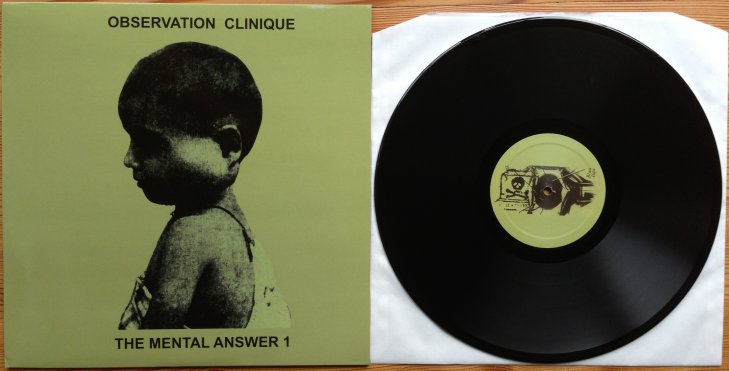 OBSERVATION CLINIQUE
THE MENTAL ANSWER 1